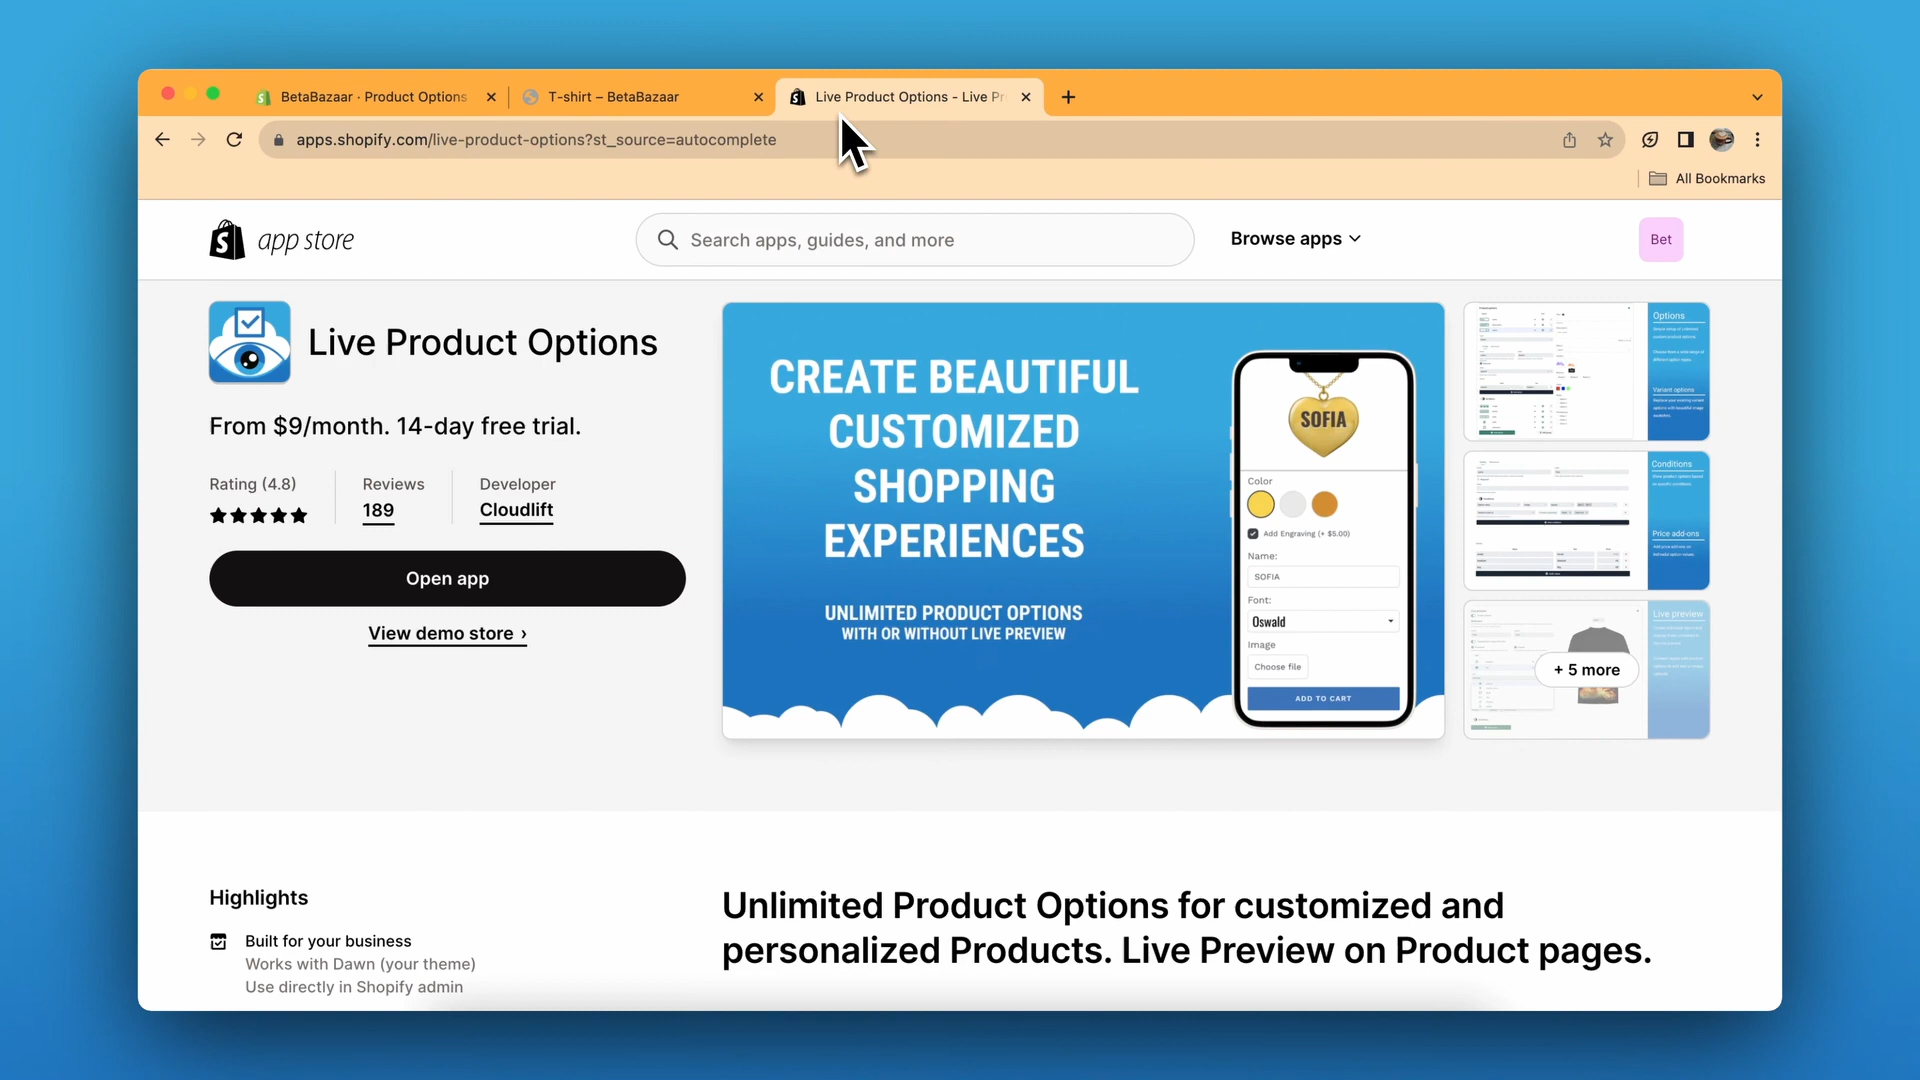 BetaBazaar · Product Options
T-shirt – BetaBazaar
Live Product Options - Live Pr
apps.shopify.com/live-product-options?st_source=autocomplete
All Bookmarks
app store
Search apps, guides, and more
Browse apps
Bet
Live Product Options
From $9/month. 14-day free trial.
Rating (4.8)
Reviews
189
Developer
Cloudlift
Open app
View demo store ›
CREATE BEAUTIFUL
CUSTOMIZED
SHOPPING
EXPERIENCES
UNLIMITED PRODUCT OPTIONS
WITH OR WITHOUT LIVE PREVIEW
SOFIA
Color
Add Engraving (+ $5.00)
Name:
SOFIA
Font:
Oswald
Image
Choose file
ADD TO CART
Options
Variant options
Conditions
Price add-ons
Live preview
+ 5 more
Highlights
Built for your business
Works with Dawn (your theme)
Use directly in Shopify admin
Unlimited Product Options for customized and
personalized Products. Live Preview on Product pages.